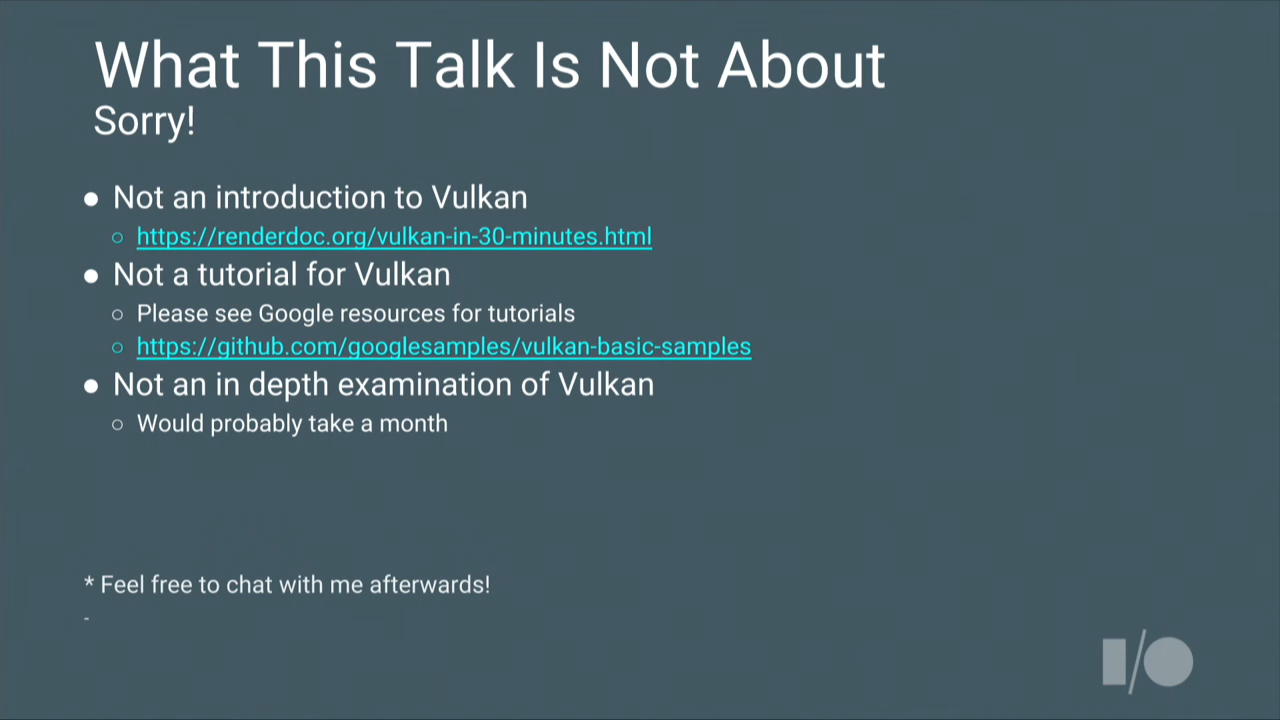 What This Talk Is Not About
Sorry!
● Not an introduction to Vulkan
○ https://renderdoc.org/vulkan-in-30-minutes.html
● Not a tutorial for Vulkan
○ Please see Google resources for tutorials
○ https://github.com/googlesamples/vulkan-basic-samples
● Not an in depth examination of Vulkan
○ Would probably take a month
* Feel free to chat with me afterwards!
-
I/O